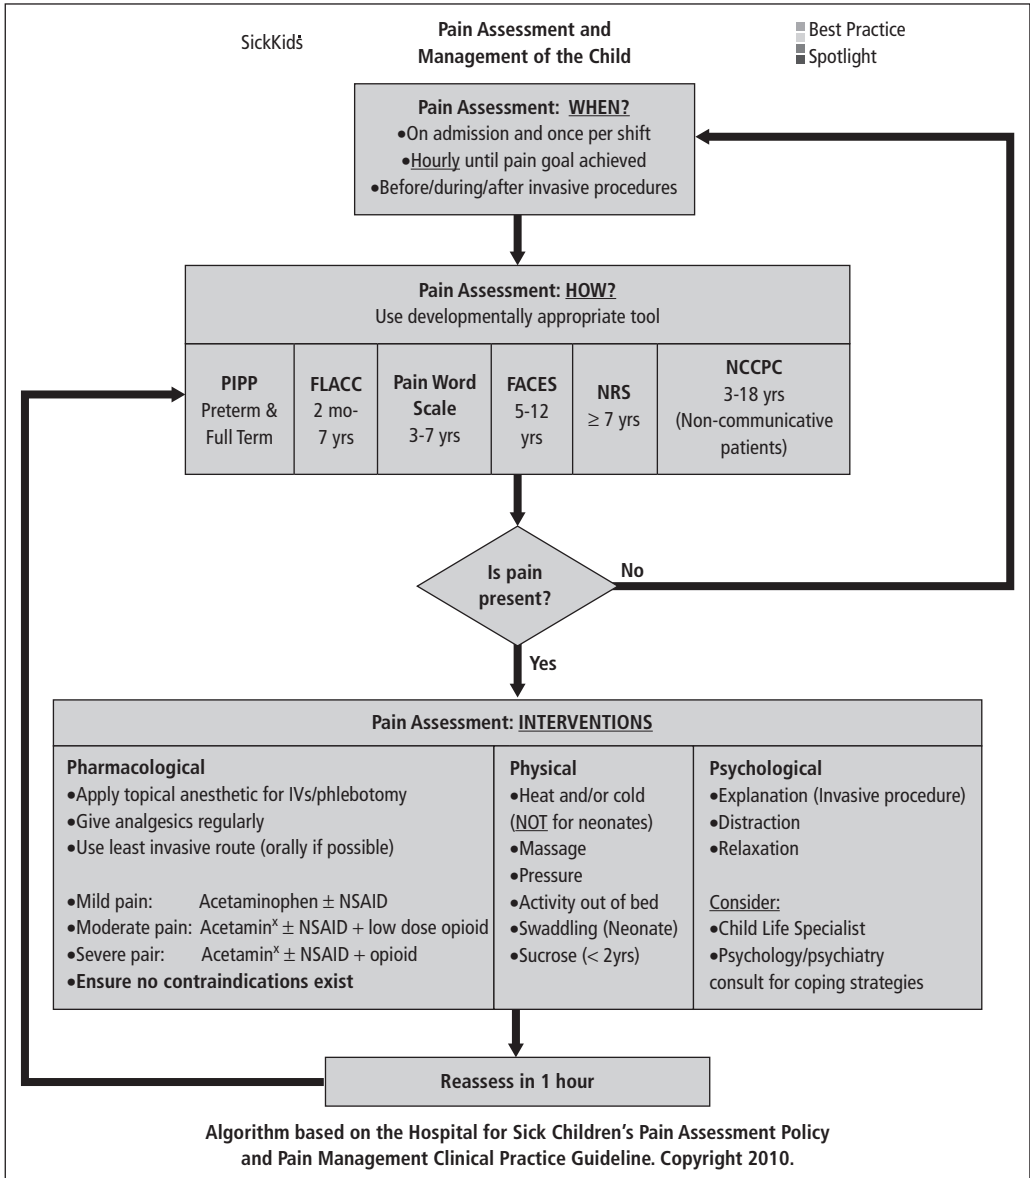 SickKids
Pain Assessment and
Management of the Child
Best Practice
Spotlight
Pain Assessment: WHEN?
•On admission and once per shift
•Hourly until pain goal achieved
•Before/during/after invasive procedures
Pain Assessment: HOW?
Use developmentally appropriate tool
PIPP
Preterm &
Full Term
FLACC
2 mo-
7 yrs
Pain Word
Scale
3-7 yrs
FACES
5-12
yrs
NRS
≥ 7 yrs
NCCPC
3-18 yrs
(Non-communicative
patients)
Is pain
present?
No
Yes
Pain Assessment: INTERVENTIONS
Pharmacological
•Apply topical anesthetic for IVs/phlebotomy
•Give analgesics regularly
•Use least invasive route (orally if possible)
•Mild pain: Acetaminophen ± NSAID
•Moderate pain: Acetaminˣ ± NSAID + low dose opioid
•Severe pair: Acetaminˣ ± NSAID + opioid
•Ensure no contraindications exist
Physical
•Heat and/or cold
(NOT for neonates)
•Massage
•Pressure
•Activity out of bed
•Swaddling (Neonate)
•Sucrose (< 2yrs)
Psychological
•Explanation (Invasive procedure)
•Distraction
•Relaxation
Consider:
•Child Life Specialist
•Psychology/psychiatry
consult for coping strategies
Reassess in 1 hour
Algorithm based on the Hospital for Sick Children's Pain Assessment Policy
and Pain Management Clinical Practice Guideline. Copyright 2010.